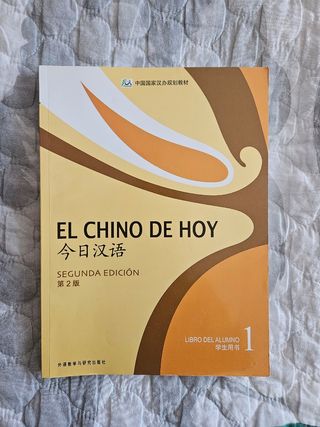 中国国家汉办规划教材
EL CHINO DE HOY
今日汉语
SEGUNDA EDICIÓN
第2版
LIBRO DEL ALUMNO
学生用书
1
外语教学与研究出版社